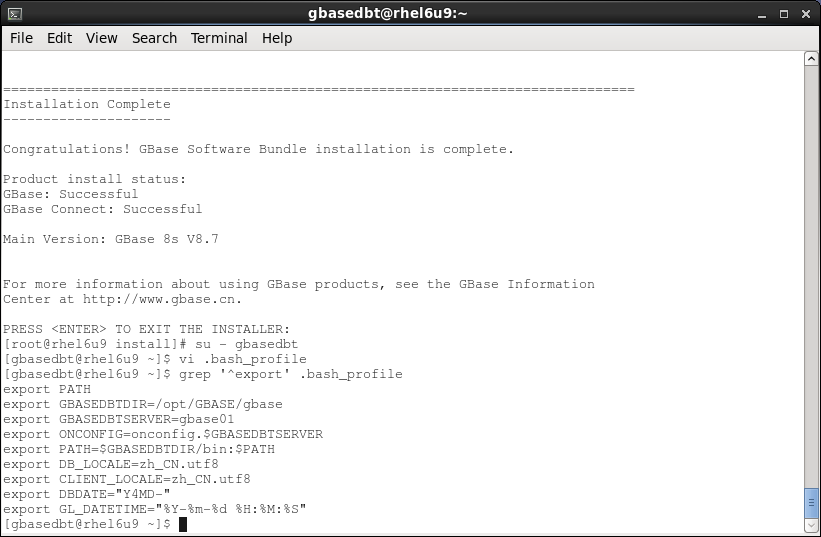 gbasedbt@rhel6u9:~
File Edit View Search Terminal Help
===============================================================================
Installation Complete
---------------------
Congratulations! GBase Software Bundle installation is complete.
Product install status:
GBase: Successful
GBase Connect: Successful
Main Version: GBase 8s V8.7
For more information about using GBase products, see the GBase Information
Center at http://www.gbase.cn.
PRESS <ENTER> TO EXIT THE INSTALLER:
[root@rhel6u9 install]# su - gbasedbt
[gbasedbt@rhel6u9 ~]$ vi .bash_profile
[gbasedbt@rhel6u9 ~]$ grep '^export' .bash_profile
export PATH
export GBASEDBTDIR=/opt/GBASE/gbase
export GBASEDBTSERVER=gbase01
export ONCONFIG=onconfig.$GBASEDBTSERVER
export PATH=$GBASEDBTDIR/bin:$PATH
export DB_LOCALE=zh_CN.utf8
export CLIENT_LOCALE=zh_CN.utf8
export DBDATE="Y4MD-"
export GL_DATETIME="%Y-%m-%d %H:%M:%S"
[gbasedbt@rhel6u9 ~]$